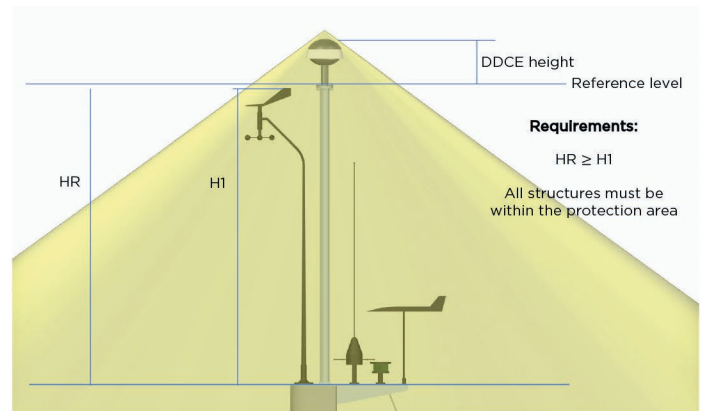 DDCE height
Reference level
Requirements:
HR
H1
HR ≥ H1
All structures must be
within the protection area